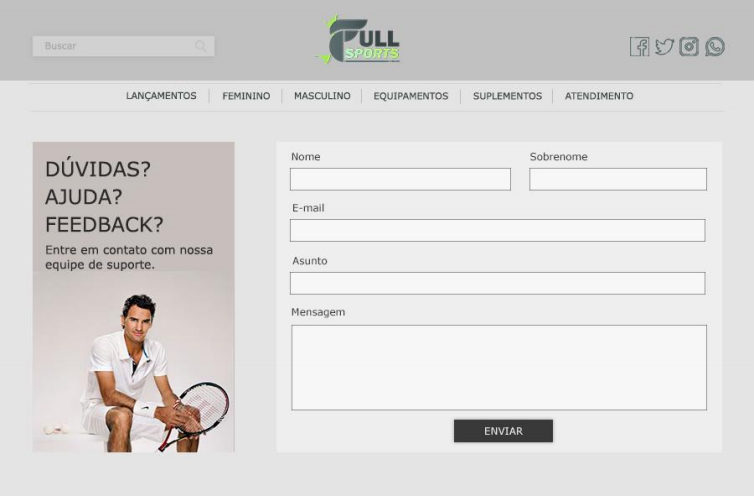 Buscar
FULL
SPORTS
LANÇAMENTOS
FEMININO
MASCULINO
EQUIPAMENTOS
SUPLEMENTOS
ATENDIMENTO
DÚVIDAS?
AJUDA?
FEEDBACK?
Entre em contato com nossa
equipe de suporte.
Nome
Sobrenome
E-mail
Asunto
Mensagem
ENVIAR